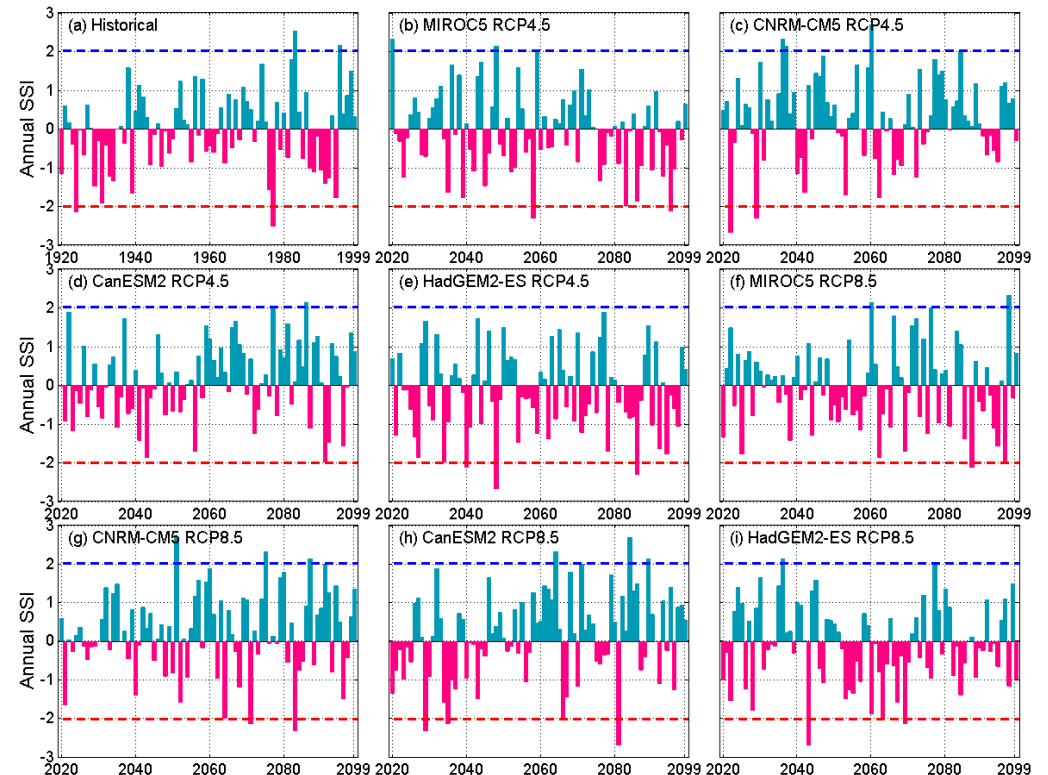 (a) Historical
(b) MIROC5 RCP4.5
(c) CNRM-CM5 RCP4.5
Annual SSI
3
2
1
0
-1
-2
-3
1920 1940 1960 1980 1999
2020 2040 2060 2080 2099
2020 2040 2060 2080 2099
(d) CanESM2 RCP4.5
(e) HadGEM2-ES RCP4.5
(f) MIROC5 RCP8.5
Annual SSI
3
2
1
0
-1
-2
-3
2020 2040 2060 2080 2099
2020 2040 2060 2080 2099
2020 2040 2060 2080 2099
(g) CNRM-CM5 RCP8.5
(h) CanESM2 RCP8.5
(i) HadGEM2-ES RCP8.5
Annual SSI
3
2
1
0
-1
-2
-3
2020 2040 2060 2080 2099
2020 2040 2060 2080 2099
2020 2040 2060 2080 2099